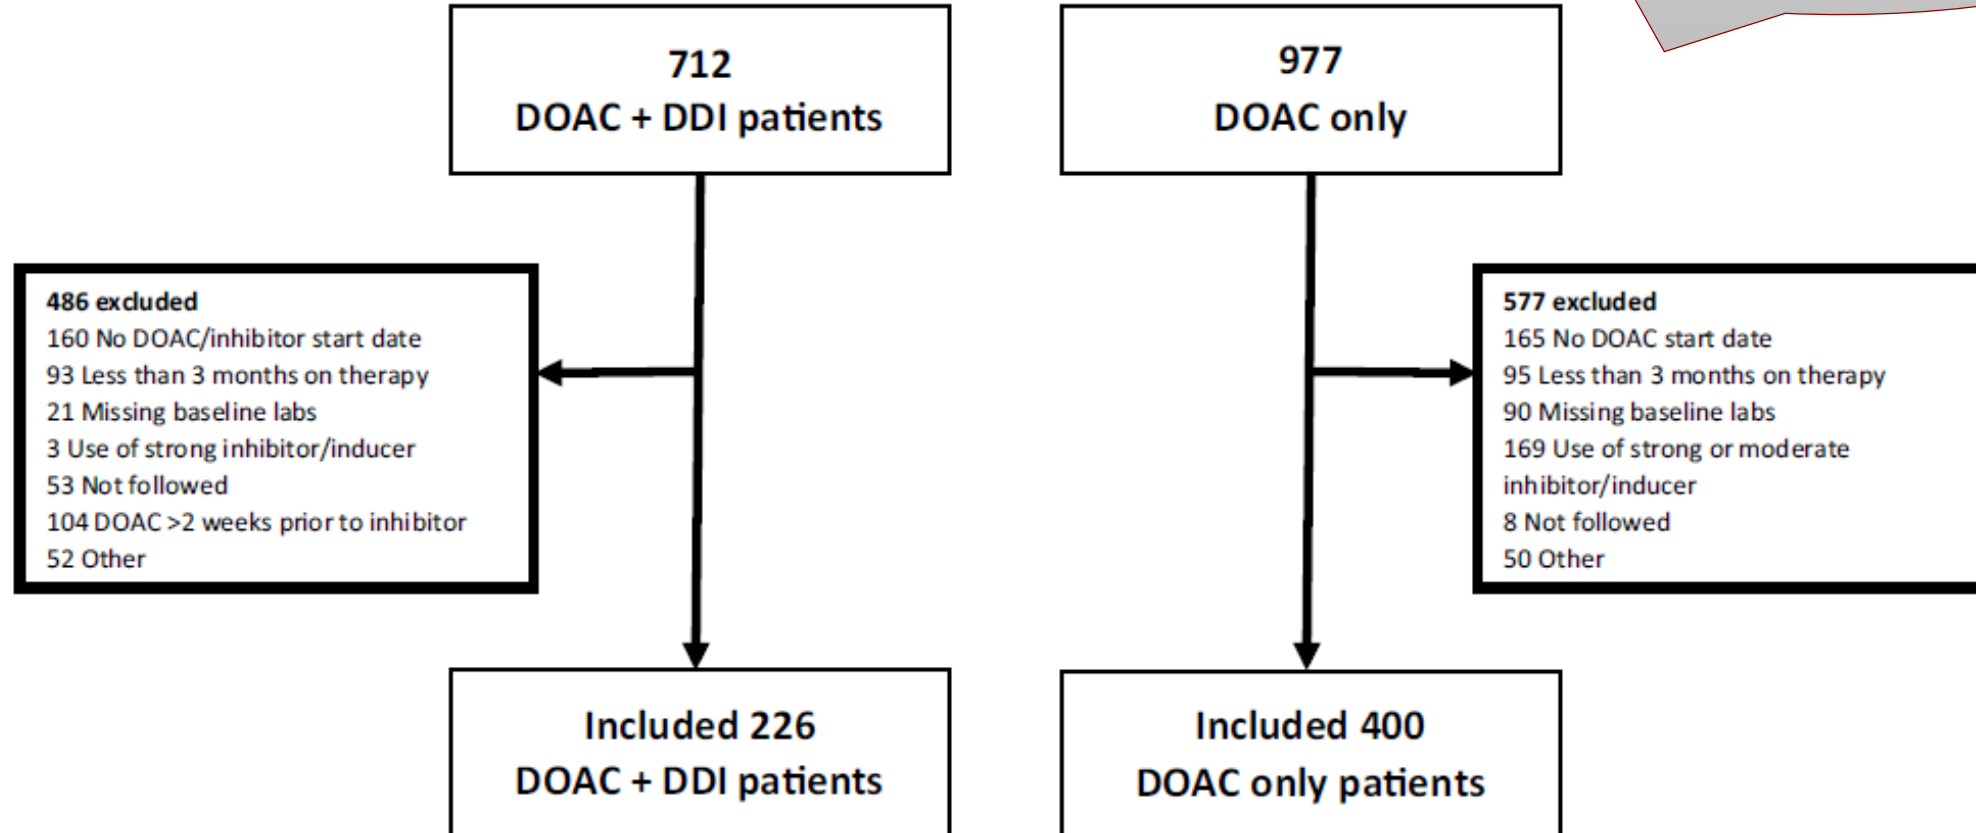 712
DOAC + DDI patients
977
DOAC only
486 excluded
160 No DOAC/inhibitor start date
93 Less than 3 months on therapy
21 Missing baseline labs
3 Use of strong inhibitor/inducer
53 Not followed
104 DOAC >2 weeks prior to inhibitor
52 Other
577 excluded
165 No DOAC start date
95 Less than 3 months on therapy
90 Missing baseline labs
169 Use of strong or moderate
inhibitor/inducer
8 Not followed
50 Other
Included 226
DOAC + DDI patients
Included 400
DOAC only patients